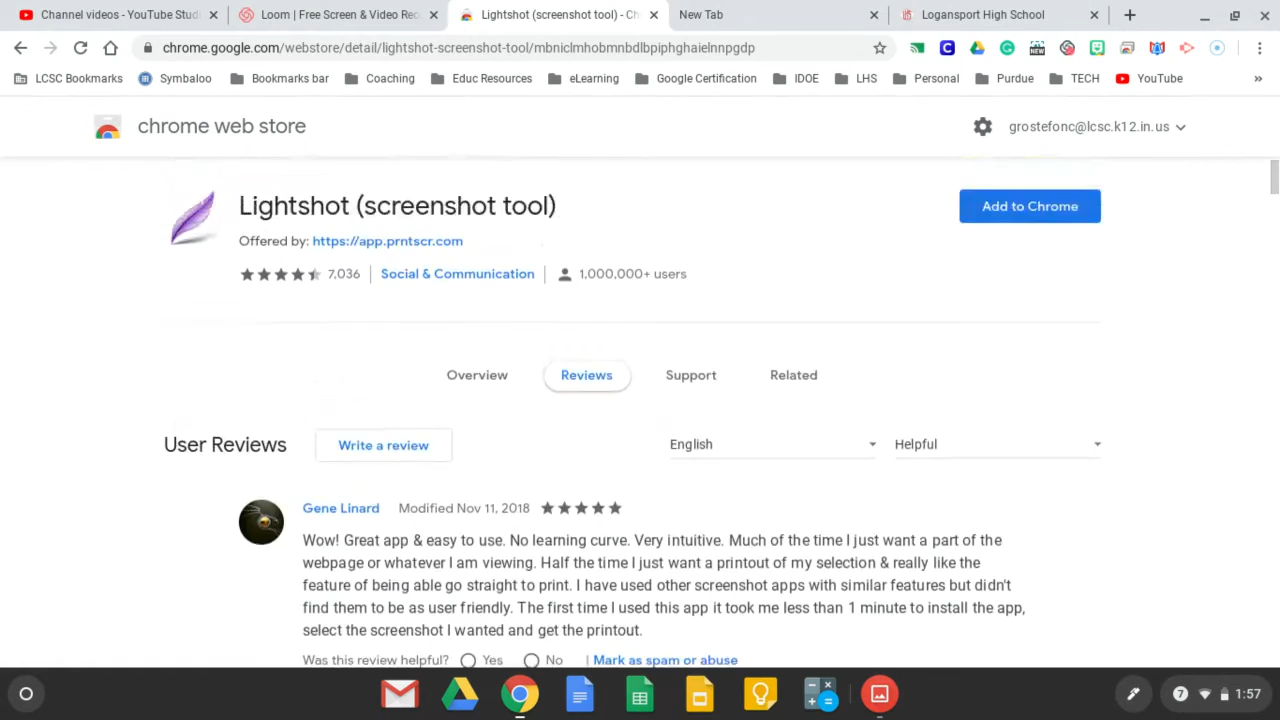 Channel videos - YouTube Studi
Loom | Free Screen & Video Rec
Lightshot (screenshot tool) - Ch
New Tab
Logansport High School
chrome.google.com/webstore/detail/lightshot-screenshot-tool/mbniclmhobmnbdlbpiphghaielnnpgdp
LCSC Bookmarks
Symbaloo
Bookmarks bar
Coaching
Educ Resources
eLearning
Google Certification
IDOE
LHS
Personal
Purdue
TECH
YouTube
chrome web store
grostefonc@lcsc.k12.in.us
Lightshot (screenshot tool)
Add to Chrome
Offered by: https://app.prntscr.com
7,036 | Social & Communication | 1,000,000+ users
Overview
Reviews
Support
Related
User Reviews
Write a review
English
Helpful
Gene Linard Modified Nov 11, 2018
Wow! Great app & easy to use. No learning curve. Very intuitive. Much of the time I just want a part of the
webpage or whatever I am viewing. Half the time I just want a printout of my selection & really like the
feature of being able go straight to print. I have used other screenshot apps with similar features but didn't
find them to be as user friendly. The first time I used this app it took me less than 1 minute to install the app,
select the screenshot I wanted and get the printout.
Was this review helpful? Yes No | Mark as spam or abuse
7
1:57